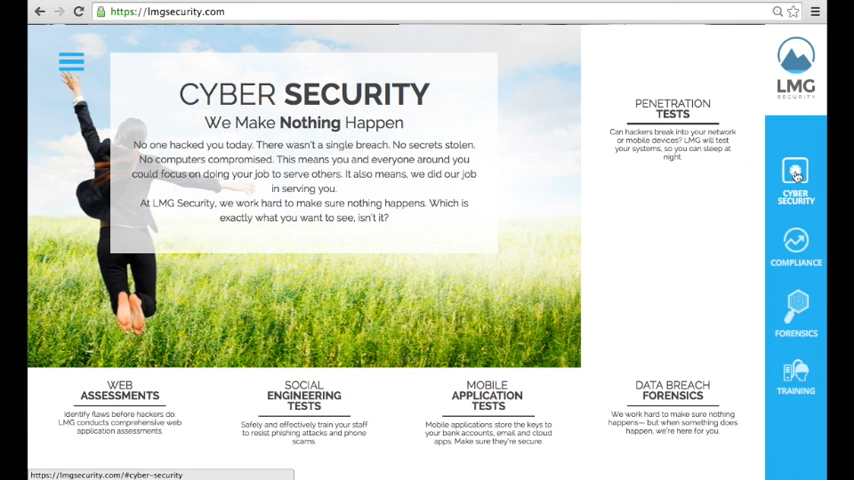 https://lmgsecurity.com
CYBER SECURITY
We Make Nothing Happen
No one hacked you today. There wasn't a single breach. No secrets stolen.
No computers compromised. This means you and everyone around you
could focus on doing your job to serve others. It also means, we did our job
in serving you.
At LMG Security, we work hard to make sure nothing happens. Which is
exactly what you want to see, isn't it?
PENETRATION
TESTS
Can hackers break into your network
or mobile devices? LMG will test
your systems, so you can sleep at
night.
LMG
SECURITY
CYBER
SECURITY
COMPLIANCE
FORENSICS
TRAINING
WEB
ASSESSMENTS
Identify flaws before hackers do.
LMG conducts comprehensive web
application assessments.
SOCIAL
ENGINEERING
TESTS
Safely and effectively train your staff
to resist phishing attacks and phone
scams.
MOBILE
APPLICATION
TESTS
Mobile applications store the keys to
your bank accounts, email and cloud
apps. Make sure they're secure.
DATA BREACH
FORENSICS
We work hard to make sure nothing
happens— but when something does
happen, we're here for you.
https://lmgsecurity.com/#cyber-security